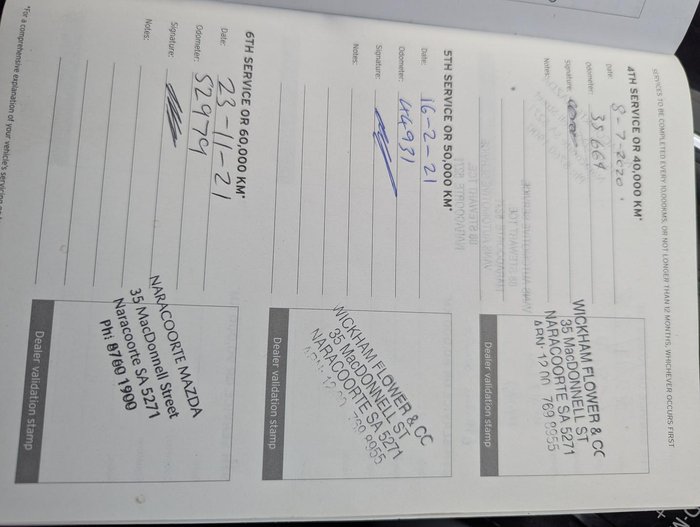 SERVICES TO BE COMPLETED EVERY 10,000KMS, OR NOT LONGER THAN 12 MONTHS, WHICHEVER OCCURS FIRST
4TH SERVICE OR 40,000 KM*
Date: 8-7-2020
Odometer: 35669
Signature:
Notes:
WICKHAM FLOWER & CC
35 MacDONNELL ST
NARACOORTE SA 5271
Dealer validation stamp
5TH SERVICE OR 50,000 KM*
Date: 16-2-21
Odometer: 44931
Signature:
Notes:
WICKHAM FLOWER & CC
35 MacDONNELL ST
NARACOORTE SA 5271
Dealer validation stamp
6TH SERVICE OR 60,000 KM*
Date: 23-11-21
Odometer: 52979
Signature:
Notes:
NARACOORTE MAZDA
35 MacDonnell Street
Naracoorte SA 5271
Ph: 8760 1900
Dealer validation stamp
*For a comprehensive explanation of your vehicle's servicing